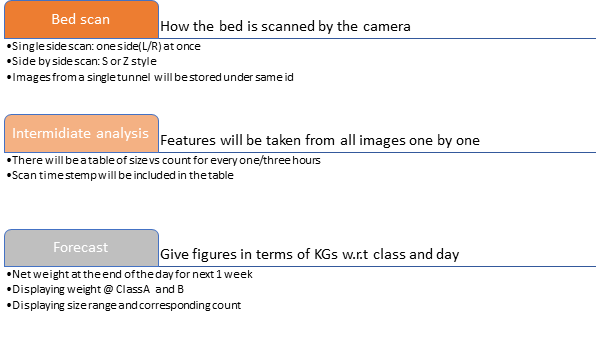 Bed scan
How the bed is scanned by the camera
•Single side scan: one side(L/R) at once
•Side by side scan: S or Z style
•Images from a single tunnel will be stored under same id
Intermidiate analysis
Features will be taken from all images one by one
•There will be a table of size vs count for every one/three hours
•Scan time stemp will be included in the table
Forecast
Give figures in terms of KGs w.r.t class and day
•Net weight at the end of the day for next 1 week
•Displaying weight @ ClassA and B
•Displaying size range and corresponding count